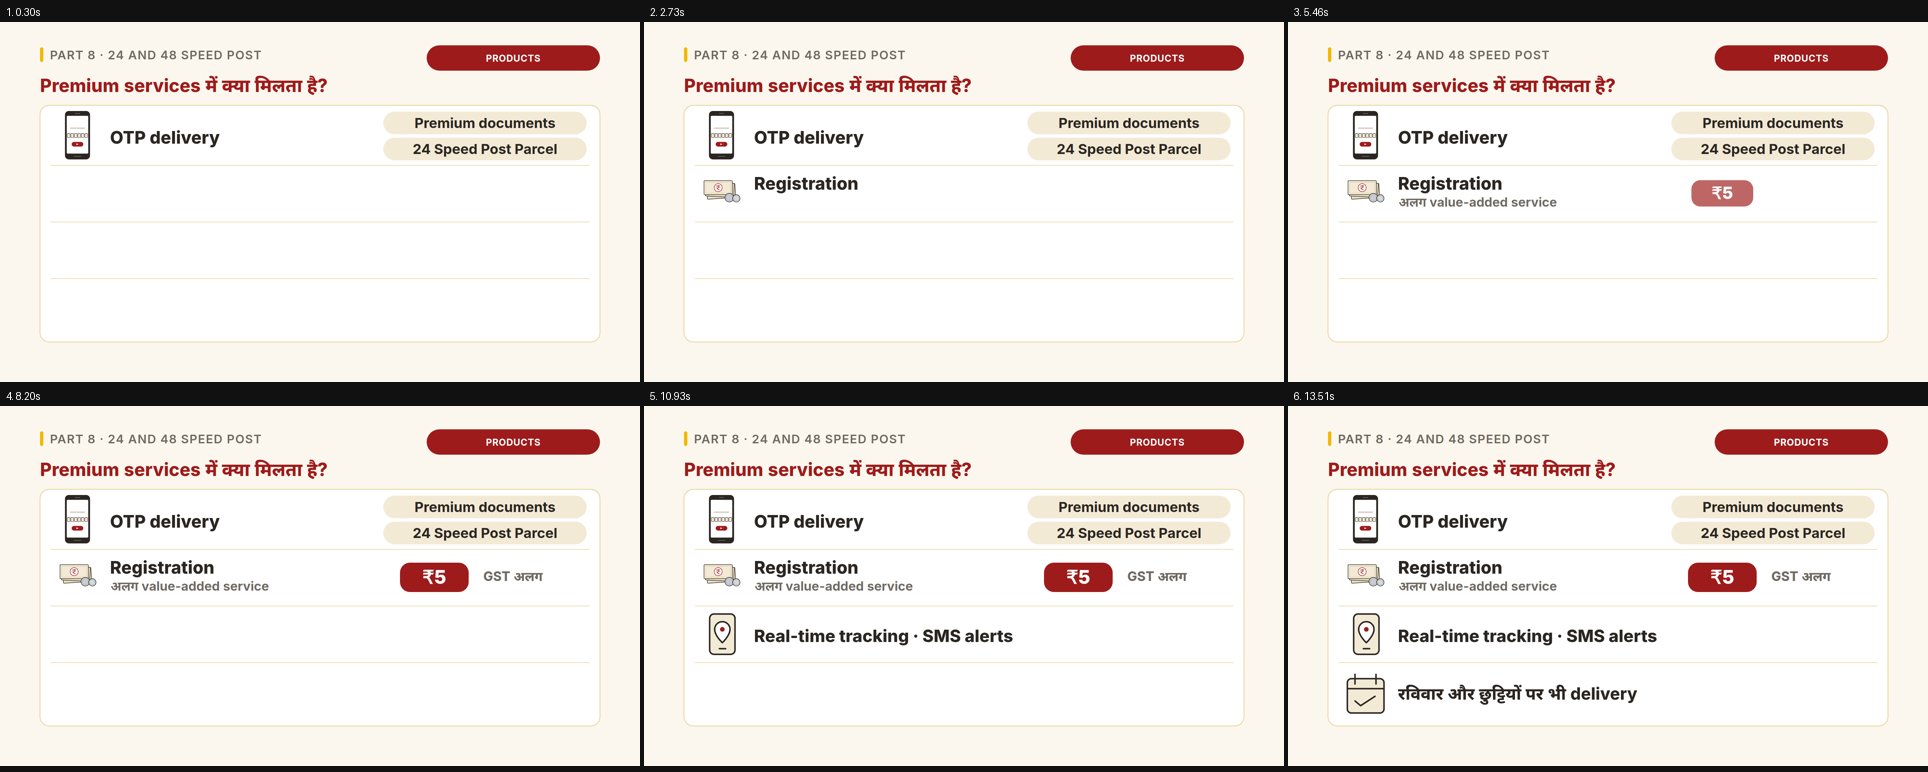 1. 0.30s
PART 8 · 24 AND 48 SPEED POST
PRODUCTS
Premium services में क्या मिलता है?
OTP delivery
Premium documents
24 Speed Post Parcel
2. 2.73s
PART 8 · 24 AND 48 SPEED POST
PRODUCTS
Premium services में क्या मिलता है?
OTP delivery
Premium documents
24 Speed Post Parcel
Registration
3. 5.46s
PART 8 · 24 AND 48 SPEED POST
PRODUCTS
Premium services में क्या मिलता है?
OTP delivery
Premium documents
24 Speed Post Parcel
Registration
अलग value-added service
₹5
4. 8.20s
PART 8 · 24 AND 48 SPEED POST
PRODUCTS
Premium services में क्या मिलता है?
OTP delivery
Premium documents
24 Speed Post Parcel
Registration
अलग value-added service
₹5
GST अलग
5. 10.93s
PART 8 · 24 AND 48 SPEED POST
PRODUCTS
Premium services में क्या मिलता है?
OTP delivery
Premium documents
24 Speed Post Parcel
Registration
अलग value-added service
₹5
GST अलग
Real-time tracking · SMS alerts
6. 13.51s
PART 8 · 24 AND 48 SPEED POST
PRODUCTS
Premium services में क्या मिलता है?
OTP delivery
Premium documents
24 Speed Post Parcel
Registration
अलग value-added service
₹5
GST अलग
Real-time tracking · SMS alerts
रविवार और छुट्टियों पर भी delivery